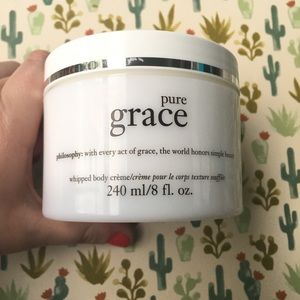 pure
grace
philosophy: with every act of grace, the world honors simple beauty
whipped body crème/crème pour le corps texture soufflée
240 ml/8 fl. oz.